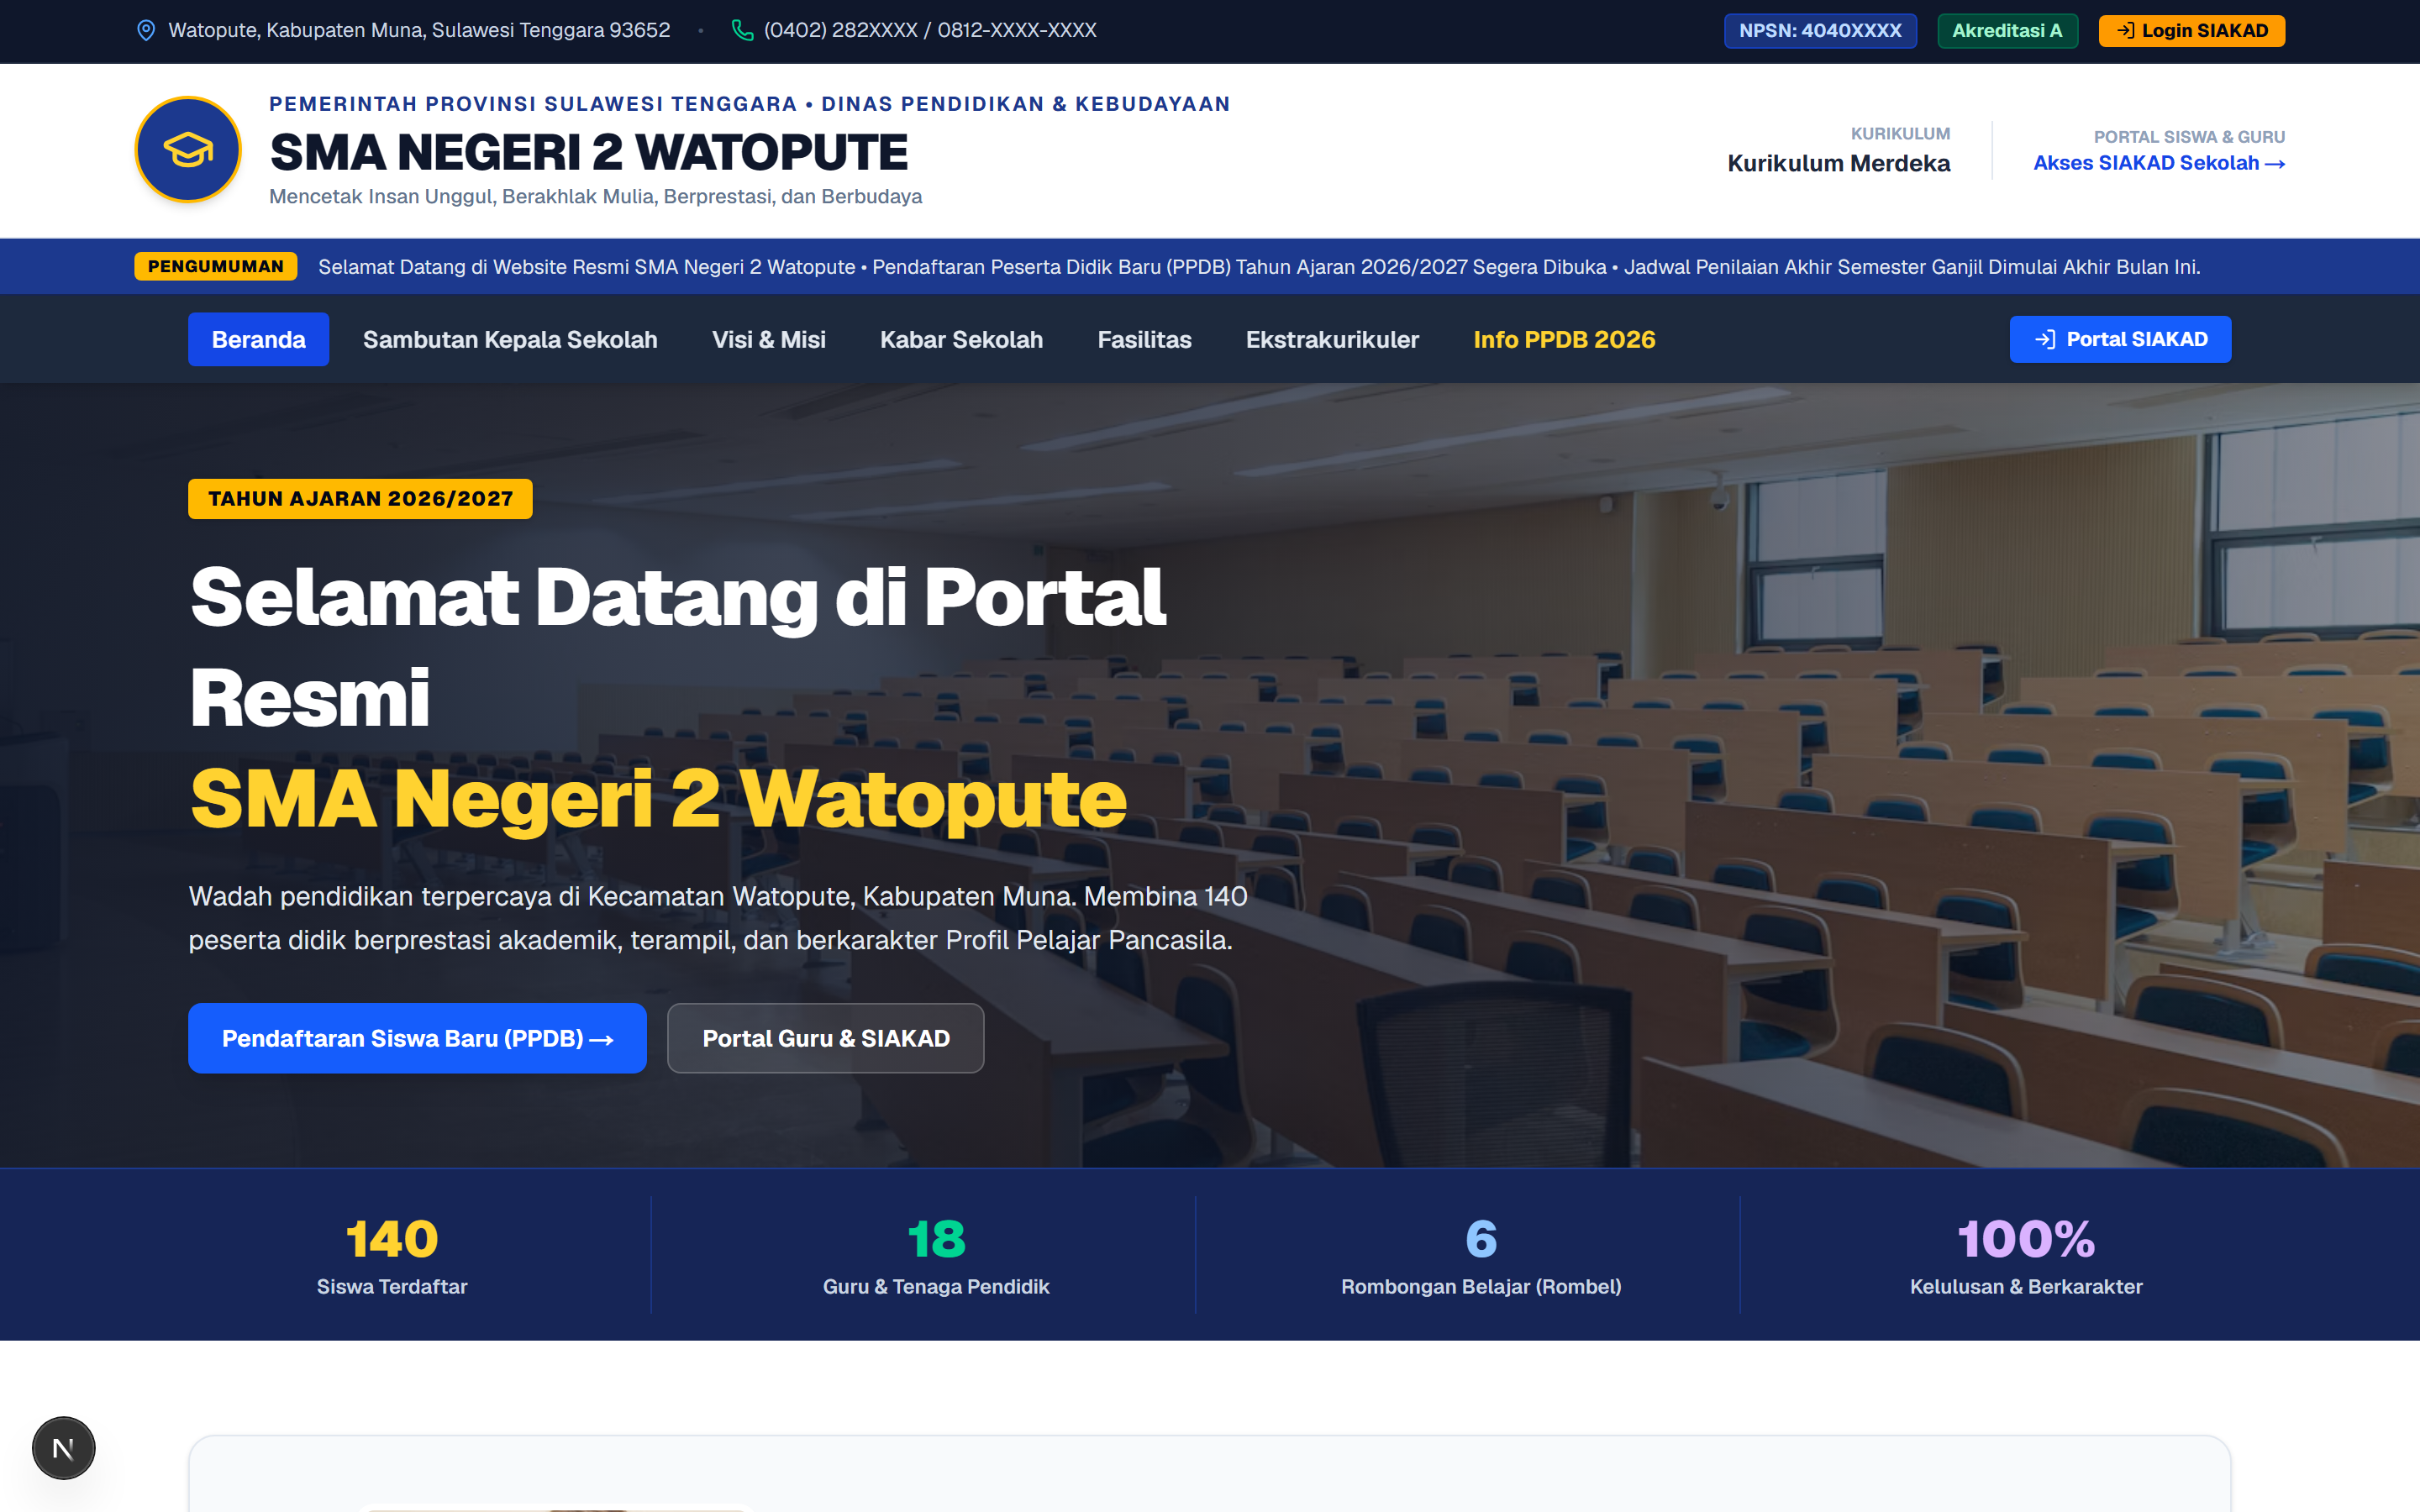 Watopute, Kabupaten Muna, Sulawesi Tenggara 93652 • (0402) 282XXXX / 0812-XXXX-XXXX
NPSN: 4040XXXX
Akreditasi A
Login SIAKAD
PEMERINTAH PROVINSI SULAWESI TENGGARA • DINAS PENDIDIKAN & KEBUDAYAAN
SMA NEGERI 2 WATOPUTE
Mencetak Insan Unggul, Berakhlak Mulia, Berprestasi, dan Berbudaya
KURIKULUM
Kurikulum Merdeka
PORTAL SISWA & GURU
Akses SIAKAD Sekolah →
PENGUMUMAN
Selamat Datang di Website Resmi SMA Negeri 2 Watopute • Pendaftaran Peserta Didik Baru (PPDB) Tahun Ajaran 2026/2027 Segera Dibuka • Jadwal Penilaian Akhir Semester Ganjil Dimulai Akhir Bulan Ini.
Beranda
Sambutan Kepala Sekolah
Visi & Misi
Kabar Sekolah
Fasilitas
Ekstrakurikuler
Info PPDB 2026
Portal SIAKAD
TAHUN AJARAN 2026/2027
Selamat Datang di Portal
Resmi
SMA Negeri 2 Watopute
Wadah pendidikan terpercaya di Kecamatan Watopute, Kabupaten Muna. Membina 140
peserta didik berprestasi akademik, terampil, dan berkarakter Profil Pelajar Pancasila.
Pendaftaran Siswa Baru (PPDB) →
Portal Guru & SIAKAD
140
Siswa Terdaftar
18
Guru & Tenaga Pendidik
6
Rombongan Belajar (Rombel)
100%
Kelulusan & Berkarakter
N